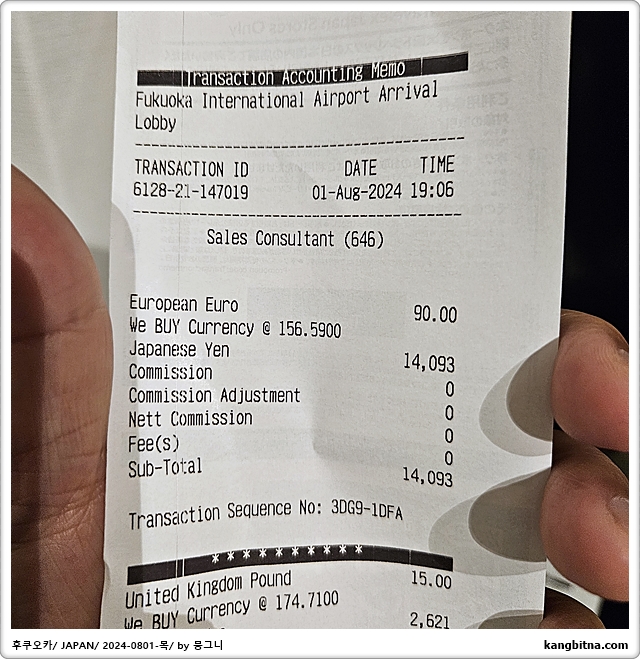 Transaction Accounting Memo
Fukuoka International Airport Arrival
Lobby
TRANSACTION ID DATE TIME
6128-21-147019 01-Aug-2024 19:06
Sales Consultant (646)
European Euro 90.00
We BUY Currency @ 156.5900
Japanese Yen 14,093
Commission 0
Commission Adjustment 0
Nett Commission 0
Fee(s) 0
Sub-Total 14,093
Transaction Sequence No: 3DG9-1DFA
* * * * * * * * * *
United Kingdom Pound 15.00
We BUY Currency @ 174.7100
2,621
후쿠오카/ JAPAN/ 2024-0801-목/ by 뭉그니
kangbitna.com